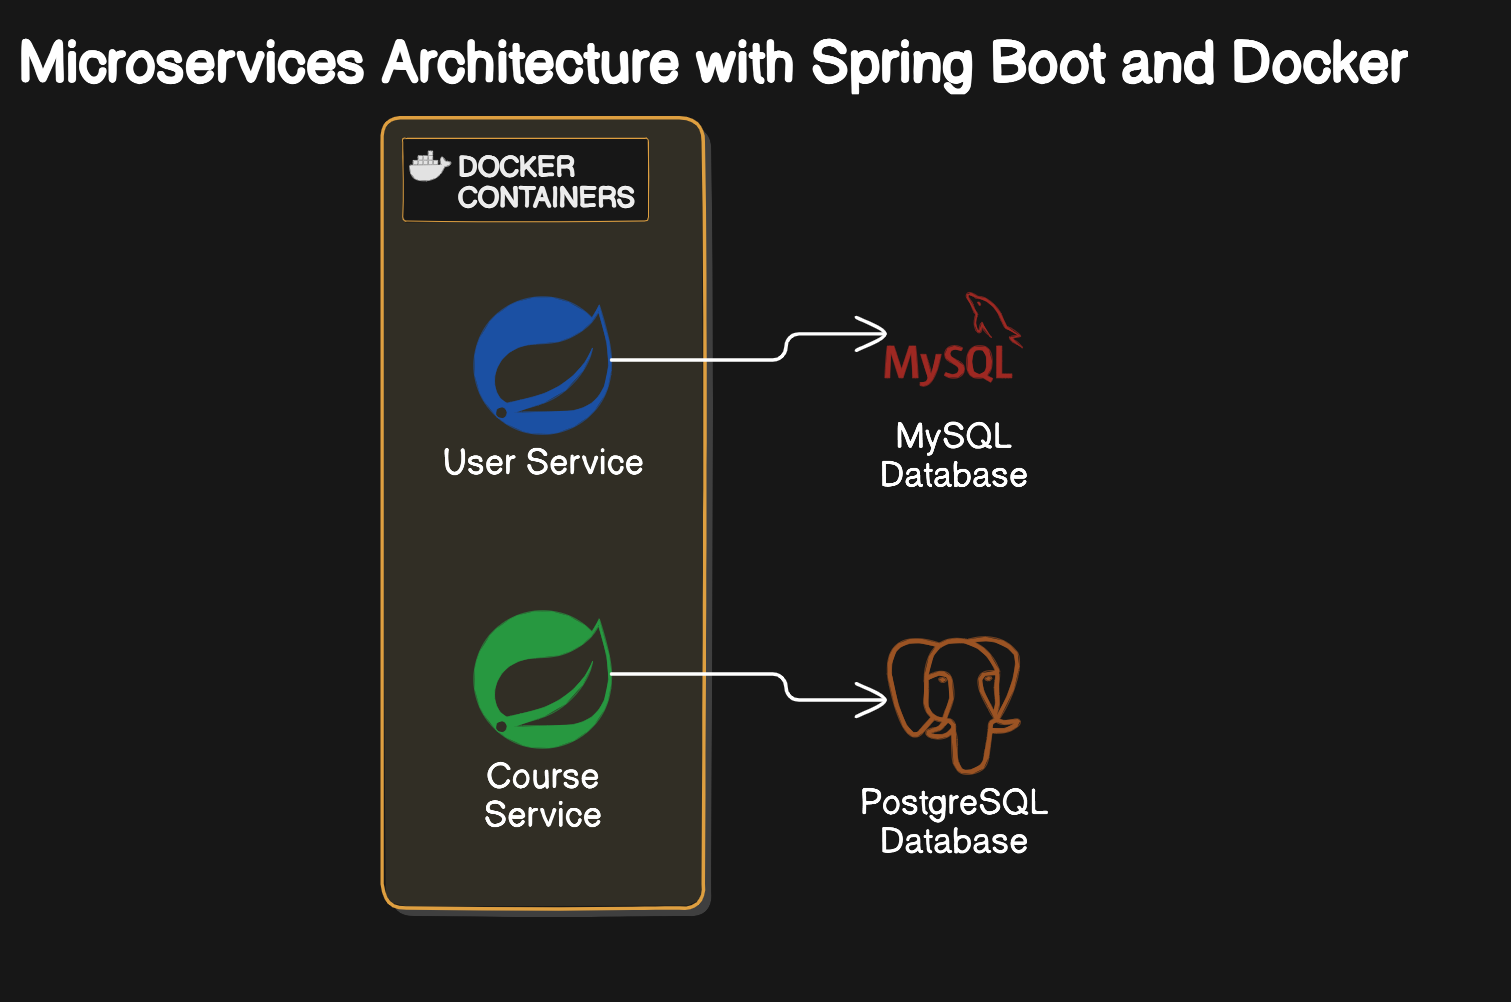 Microservices Architecture with Spring Boot and Docker
DOCKER
CONTAINERS
User Service
MySQL
MySQL
Database
Course
Service
PostgreSQL
Database